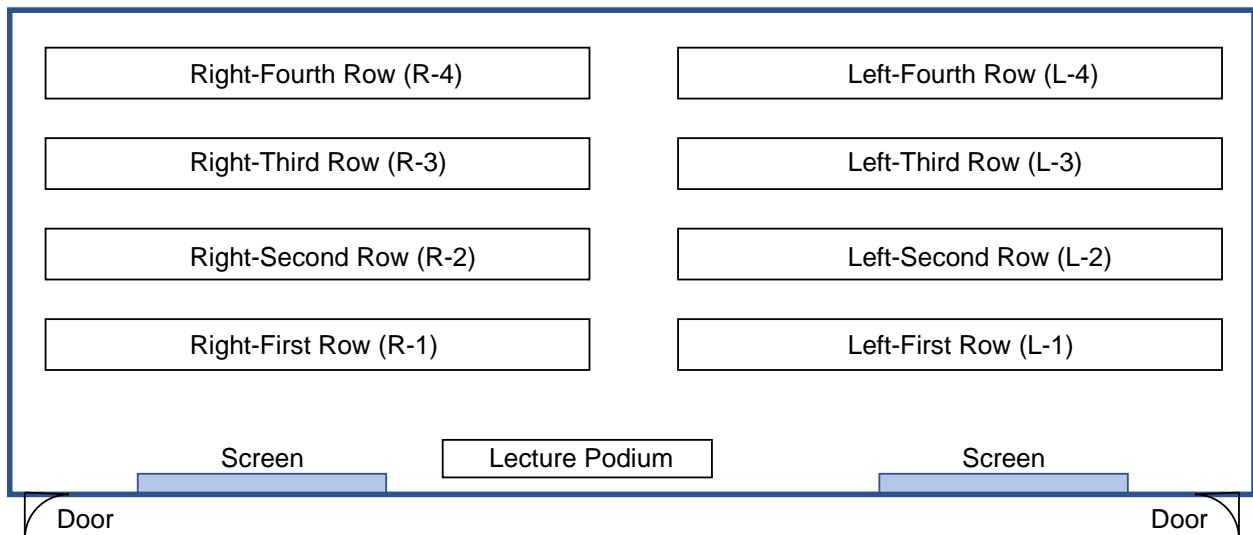 Right-Fourth Row (R-4)
Left-Fourth Row (L-4)
Right-Third Row (R-3)
Left-Third Row (L-3)
Right-Second Row (R-2)
Left-Second Row (L-2)
Right-First Row (R-1)
Left-First Row (L-1)
Screen
Lecture Podium
Screen
Door
Door